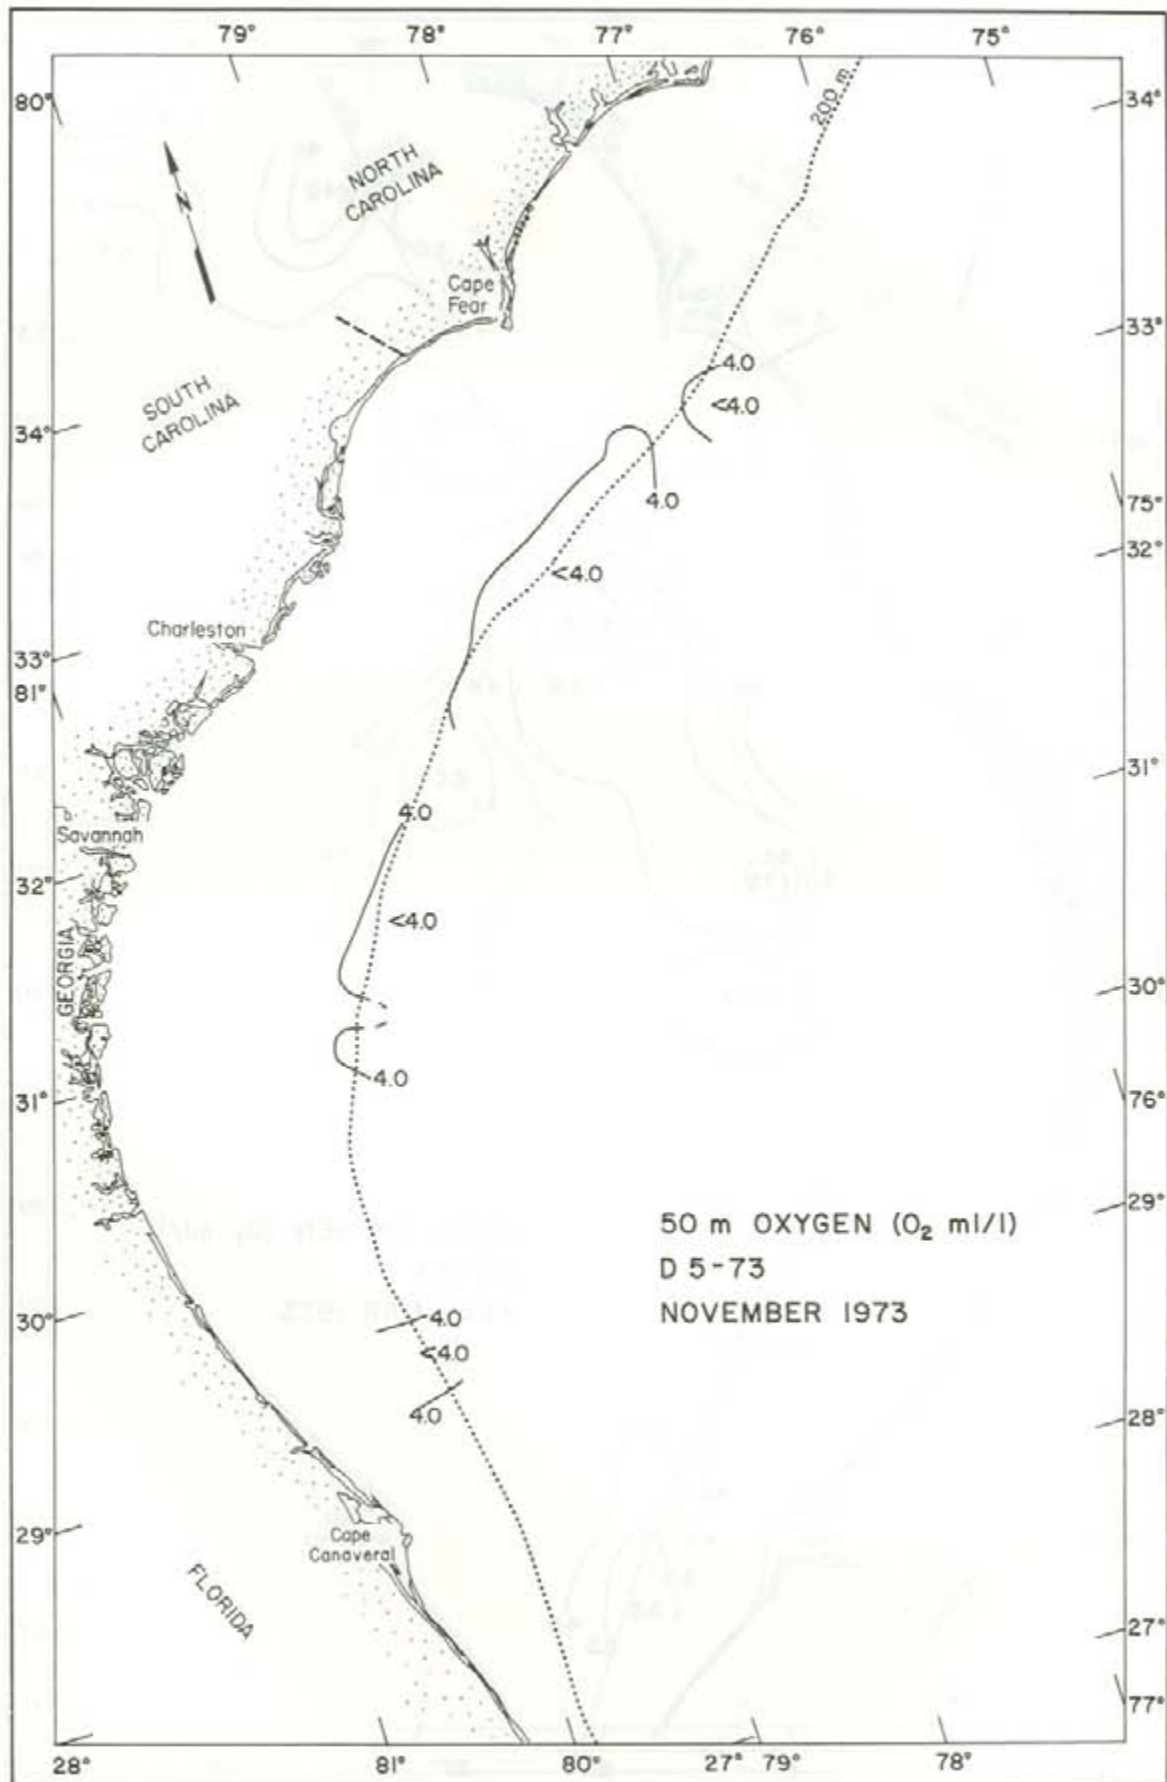 79° 78° 77° 76° 75°
80°
34°
200 m
N
NORTH
CAROLINA
Cape
Fear
33°
SOUTH
CAROLINA
4.0
<4.0
34°
4.0
75°
32°
<4.0
Charleston
33°
81°
31°
4.0
Savannah
32°
<4.0
GEORGIA
30°
4.0
31°
76°
29°
50 m OXYGEN (O₂ ml/l)
D 5-73
NOVEMBER 1973
30°
4.0
<4.0
4.0
28°
29°
Cape
Canaveral
FLORIDA
27°
77°
28° 81° 80° 27° 79° 78°